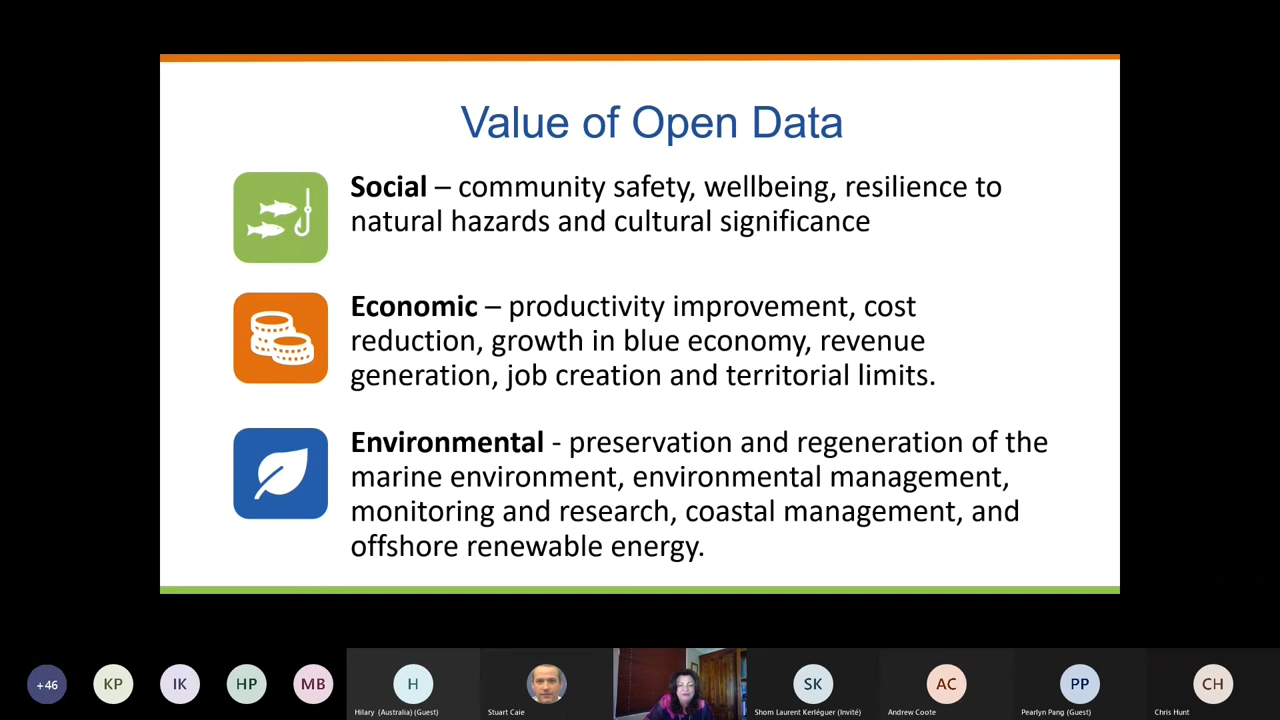 Value of Open Data
Social – community safety, wellbeing, resilience to
natural hazards and cultural significance
Economic – productivity improvement, cost
reduction, growth in blue economy, revenue
generation, job creation and territorial limits.
Environmental - preservation and regeneration of the
marine environment, environmental management,
monitoring and research, coastal management, and
offshore renewable energy.
+46
KP
IK
HP
MB
H
SK
AC
PP
CH
Hilary (Australia) (Guest)
Stuart Caie
Shom Laurent Kerléguer (Invité)
Andrew Coote
Pearlyn Pang (Guest)
Chris Hunt